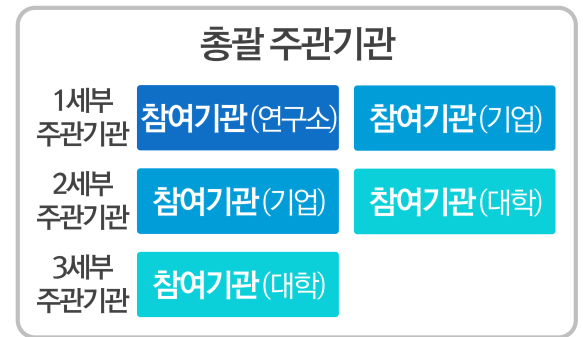 총괄 주관기관
1세부
주관기관
참여기관(연구소)
참여기관(기업)
2세부
주관기관
참여기관(기업)
참여기관(대학)
3세부
주관기관
참여기관(대학)